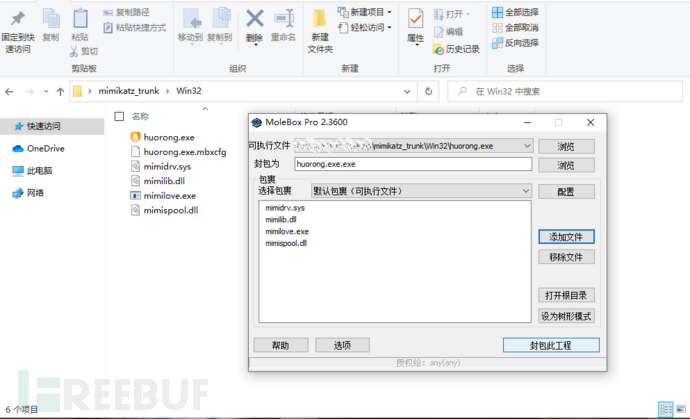 固定到快速访问
复制
粘贴
复制路径
粘贴快捷方式
剪切
剪贴板
移动到
复制到
删除
重命名
组织
新建文件夹
新建项目
轻松访问
新建
属性
打开
编辑
历史记录
打开
全部选择
全部取消
反向选择
选择
mimikatz_trunk > Win32
在 Win32 中搜索
快速访问
OneDrive
此电脑
网络
名称
huorong.exe
huorong.exe.mbxcfg
mimidrv.sys
mimilib.dll
mimilove.exe
mimispool.dll
MoleBox Pro 2.3600
可执行文件
\mimikatz_trunk\Win32\huorong.exe
浏览
封包为
huorong.exe.exe
浏览
包裹
选择包裹
默认包裹（可执行文件）
配置
mimidrv.sys
mimilib.dll
mimilove.exe
mimispool.dll
添加文件
移除文件
打开根目录
设为树形模式
帮助
选项
封包此工程
授权给: any(any)
6 个项目
FREEBUF